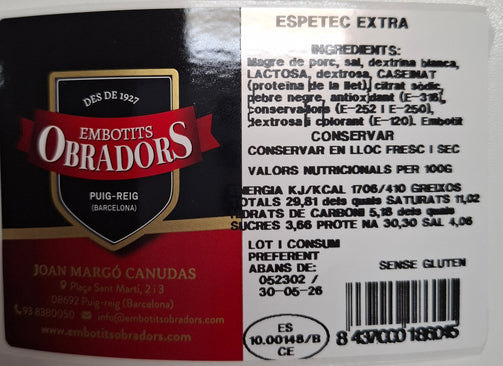 DES DE 1927
EMBOTITS
OBRADORS
PUIG-REIG
(BARCELONA)
JOAN MARGÓ CANUDAS
Plaça Sant Martí, 2 i 3
08692 Puig-reig (Barcelona)
93 8380050 info@embotitsobradors.com
www.embotitsobradors.com
ESPETEC EXTRA
INGREDIENTS:
Magre de porc, sal, dextrina blanca,
LACTOSA, dextrosa, CASEINAT
(proteina de la llet), citrat sòdic,
pebre negre, antioxidant (E-316),
conservadors (E-252 I E-250),
dextrosa i colorant (E-120). Embotit
CONSERVAR
CONSERVAR EN LLOC FRESC I SEC
VALORS NUTRICIONALS PER 100G
ENERGIA KJ/KCAL 1706/410 GREIXOS
TOTALS 29,81 dels quals SATURATS 11,02
HIDRATS DE CARBONI 5,18 dels quals
SUCRES 3,66 PROTE NA 30,30 SAL 4,06
LOT I CONSUM
PREFERENT
ABANS DE:
052302 /
30-05-26
SENSE GLUTEN
ES
10.00148/B
CE
8 437000 186045